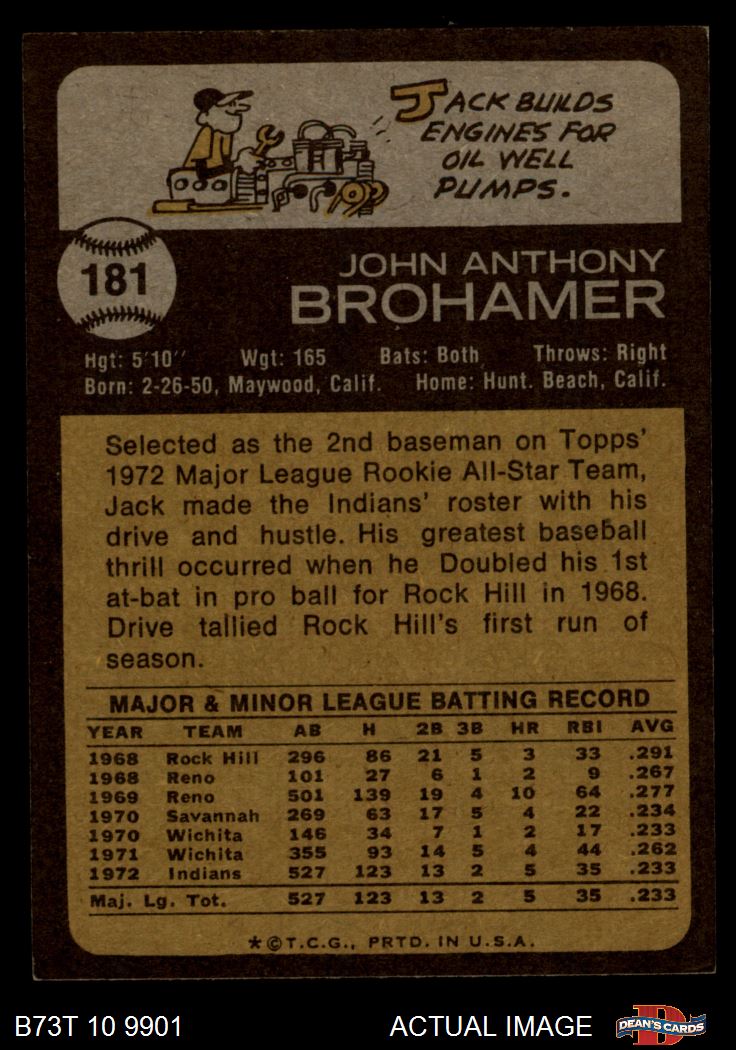 JACK BUILDS
ENGINES FOR
OIL WELL
PUMPS.
181
JOHN ANTHONY
BROHAMER
Hgt: 5'10" Wgt: 165 Bats: Both Throws: Right
Born: 2-26-50, Maywood, Calif. Home: Hunt. Beach, Calif.
Selected as the 2nd baseman on Topps'
1972 Major League Rookie All-Star Team,
Jack made the Indians' roster with his
drive and hustle. His greatest baseball
thrill occurred when he Doubled his 1st
at-bat in pro ball for Rock Hill in 1968.
Drive tallied Rock Hill's first run of
season.
MAJOR & MINOR LEAGUE BATTING RECORD
YEAR TEAM AB H 2B 3B HR RBI AVG
1968 Rock Hill 296 86 21 5 3 33 .291
1968 Reno 101 27 6 1 2 9 .267
1969 Reno 501 139 19 4 10 64 .277
1970 Savannah 269 63 17 5 4 22 .234
1970 Wichita 146 34 7 1 2 17 .233
1971 Wichita 355 93 14 5 4 44 .262
1972 Indians 527 123 13 2 5 35 .233
Maj. Lg. Tot. 527 123 13 2 5 35 .233
*©T.C.G., PRTD. IN U.S.A.
B73T 10 9901 ACTUAL IMAGE D DEAN'S CARDS